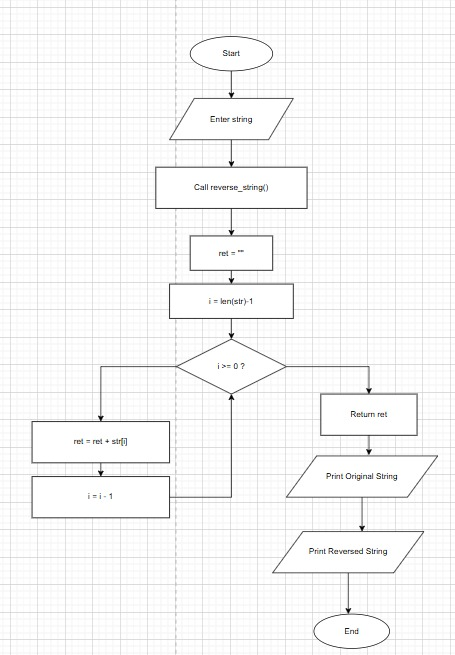 Start
Enter string
Call reverse_string()
ret = ""
i = len(str)-1
i >= 0 ?
ret = ret + str[i]
i = i - 1
Return ret
Print Original String
Print Reversed String
End